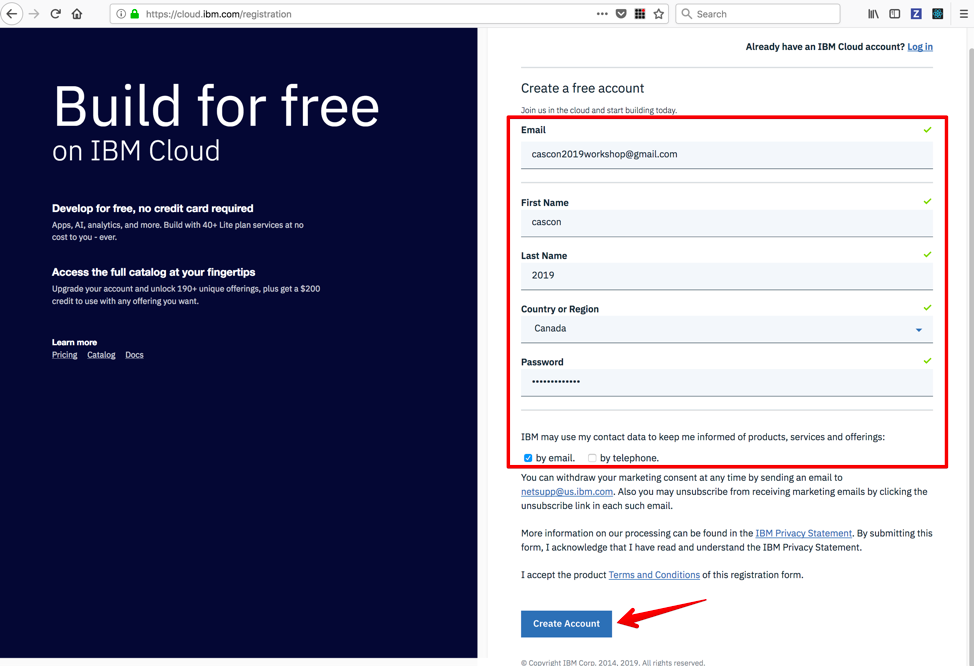 https://cloud.ibm.com/registration
Search
Already have an IBM Cloud account? Log in
Build for free
on IBM Cloud
Develop for free, no credit card required
Apps, AI, analytics, and more. Build with 40+ Lite plan services at no
cost to you - ever.
Access the full catalog at your fingertips
Upgrade your account and unlock 190+ unique offerings, plus get a $200
credit to use with any offering you want.
Learn more
Pricing Catalog Docs
Create a free account
Join us in the cloud and start building today.
Email
cascon2019workshop@gmail.com
First Name
cascon
Last Name
2019
Country or Region
Canada
Password
•••••••••••••
IBM may use my contact data to keep me informed of products, services and offerings:
by email. by telephone.
You can withdraw your marketing consent at any time by sending an email to
netsupp@us.ibm.com. Also you may unsubscribe from receiving marketing emails by clicking the
unsubscribe link in each such email.
More information on our processing can be found in the IBM Privacy Statement. By submitting this
form, I acknowledge that I have read and understand the IBM Privacy Statement.
I accept the product Terms and Conditions of this registration form.
Create Account
© Copyright IBM Corp. 2014, 2019. All rights reserved.